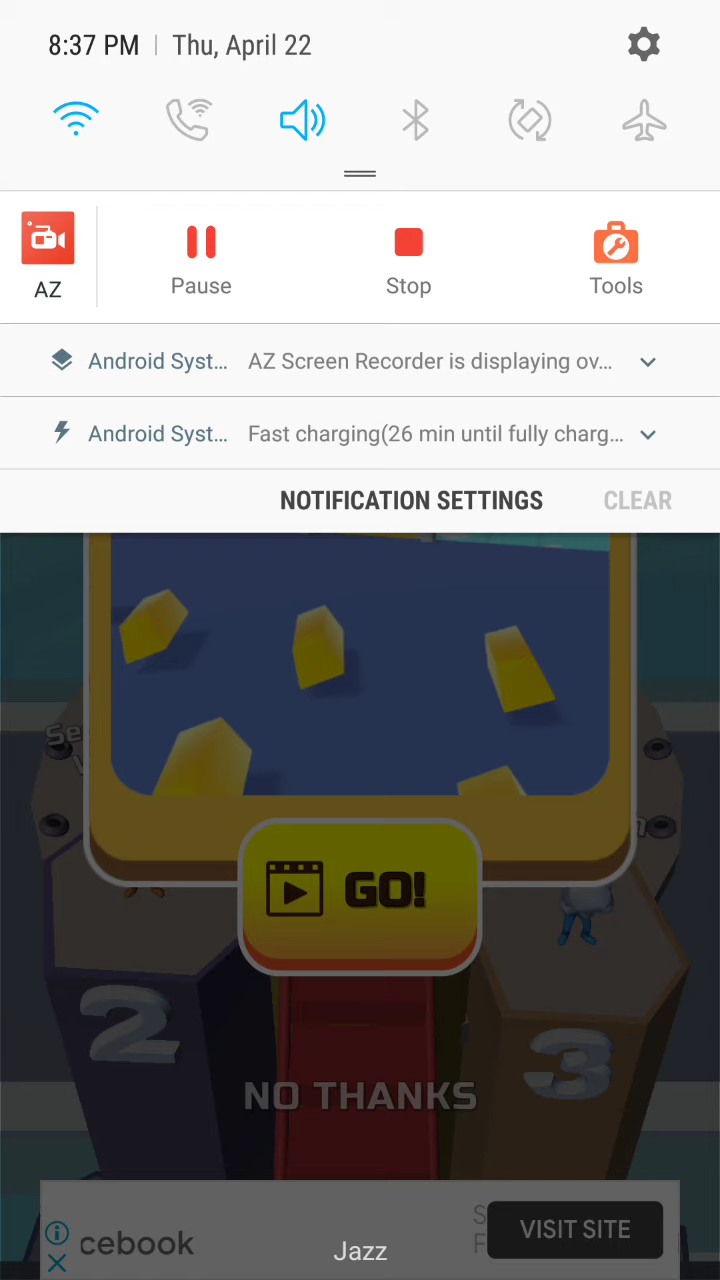 8:37 PM | Thu, April 22
AZ
Pause
Stop
Tools
Android Syst... AZ Screen Recorder is displaying ov...
Android Syst... Fast charging(26 min until fully charg...
NOTIFICATION SETTINGS CLEAR
Se
GO!
2
3
NO THANKS
cebook
S
F
VISIT SITE
Jazz